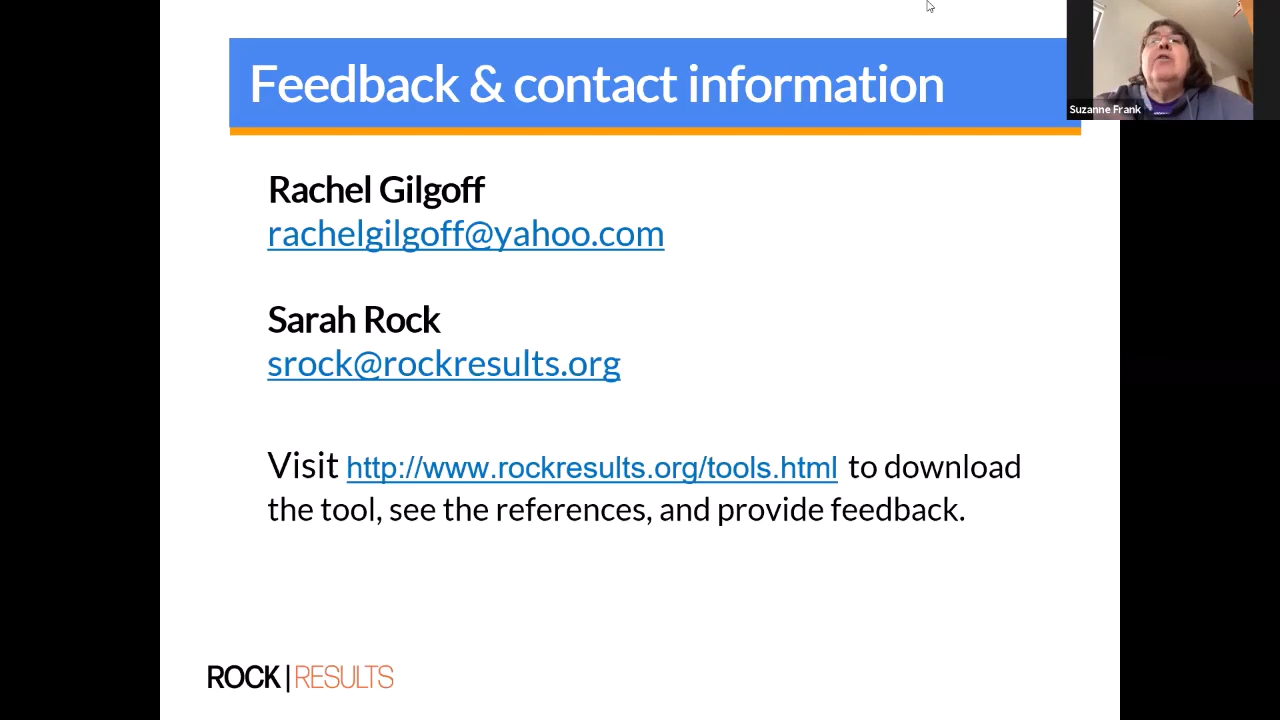 Feedback & contact information
Suzanne Frank
Rachel Gilgoff
rachelgilgoff@yahoo.com
Sarah Rock
srock@rockresults.org
Visit http://www.rockresults.org/tools.html to download
the tool, see the references, and provide feedback.
ROCK|RESULTS